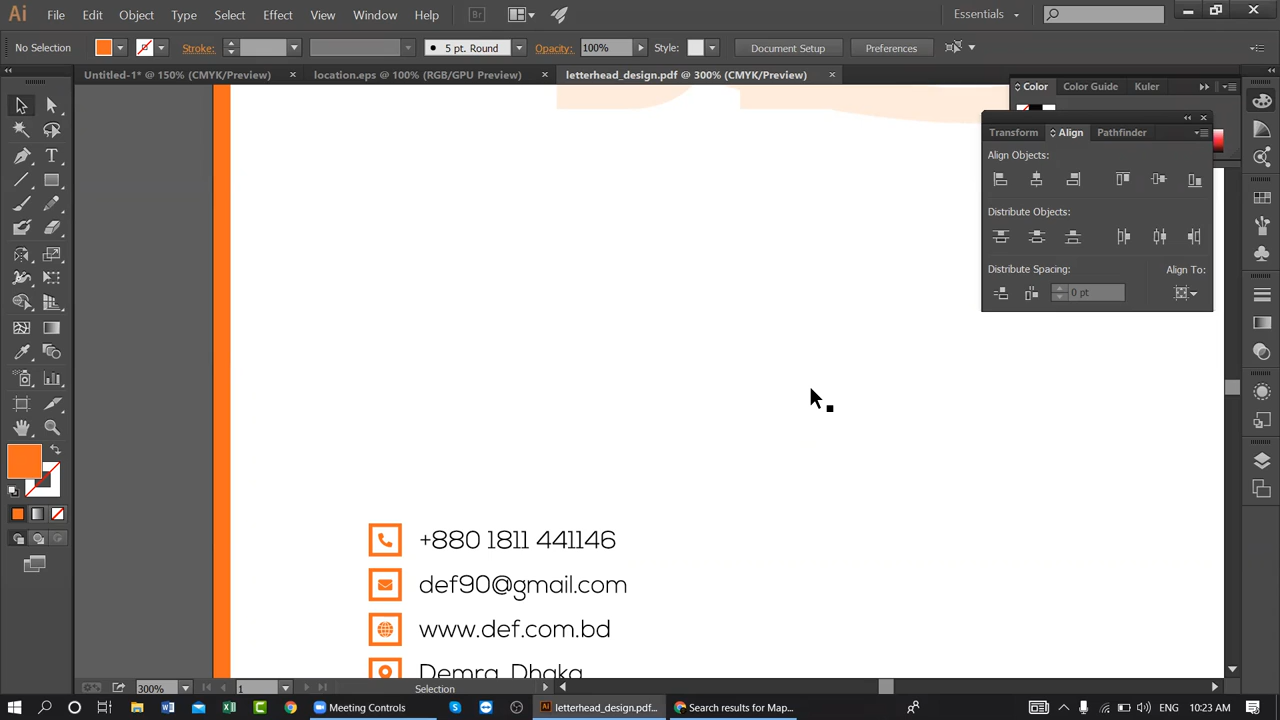 Ai File Edit Object Type Select Effect View Window Help Br Essentials
No Selection Stroke: 5 pt. Round Opacity: 100% Style: Document Setup Preferences
Untitled-1* @ 150% (CMYK/Preview) location.eps @ 100% (RGB/GPU Preview) letterhead_design.pdf @ 300% (CMYK/Preview)
Color Color Guide Kuler
Transform Align Pathfinder
Align Objects:
Distribute Objects:
Distribute Spacing: Align To:
0 pt
+880 1811 441146
def90@gmail.com
www.def.com.bd
Demra, Dhaka
300% 1 Selection
Meeting Controls letterhead_design.pdf... Search results for Map... ENG 10:23 AM